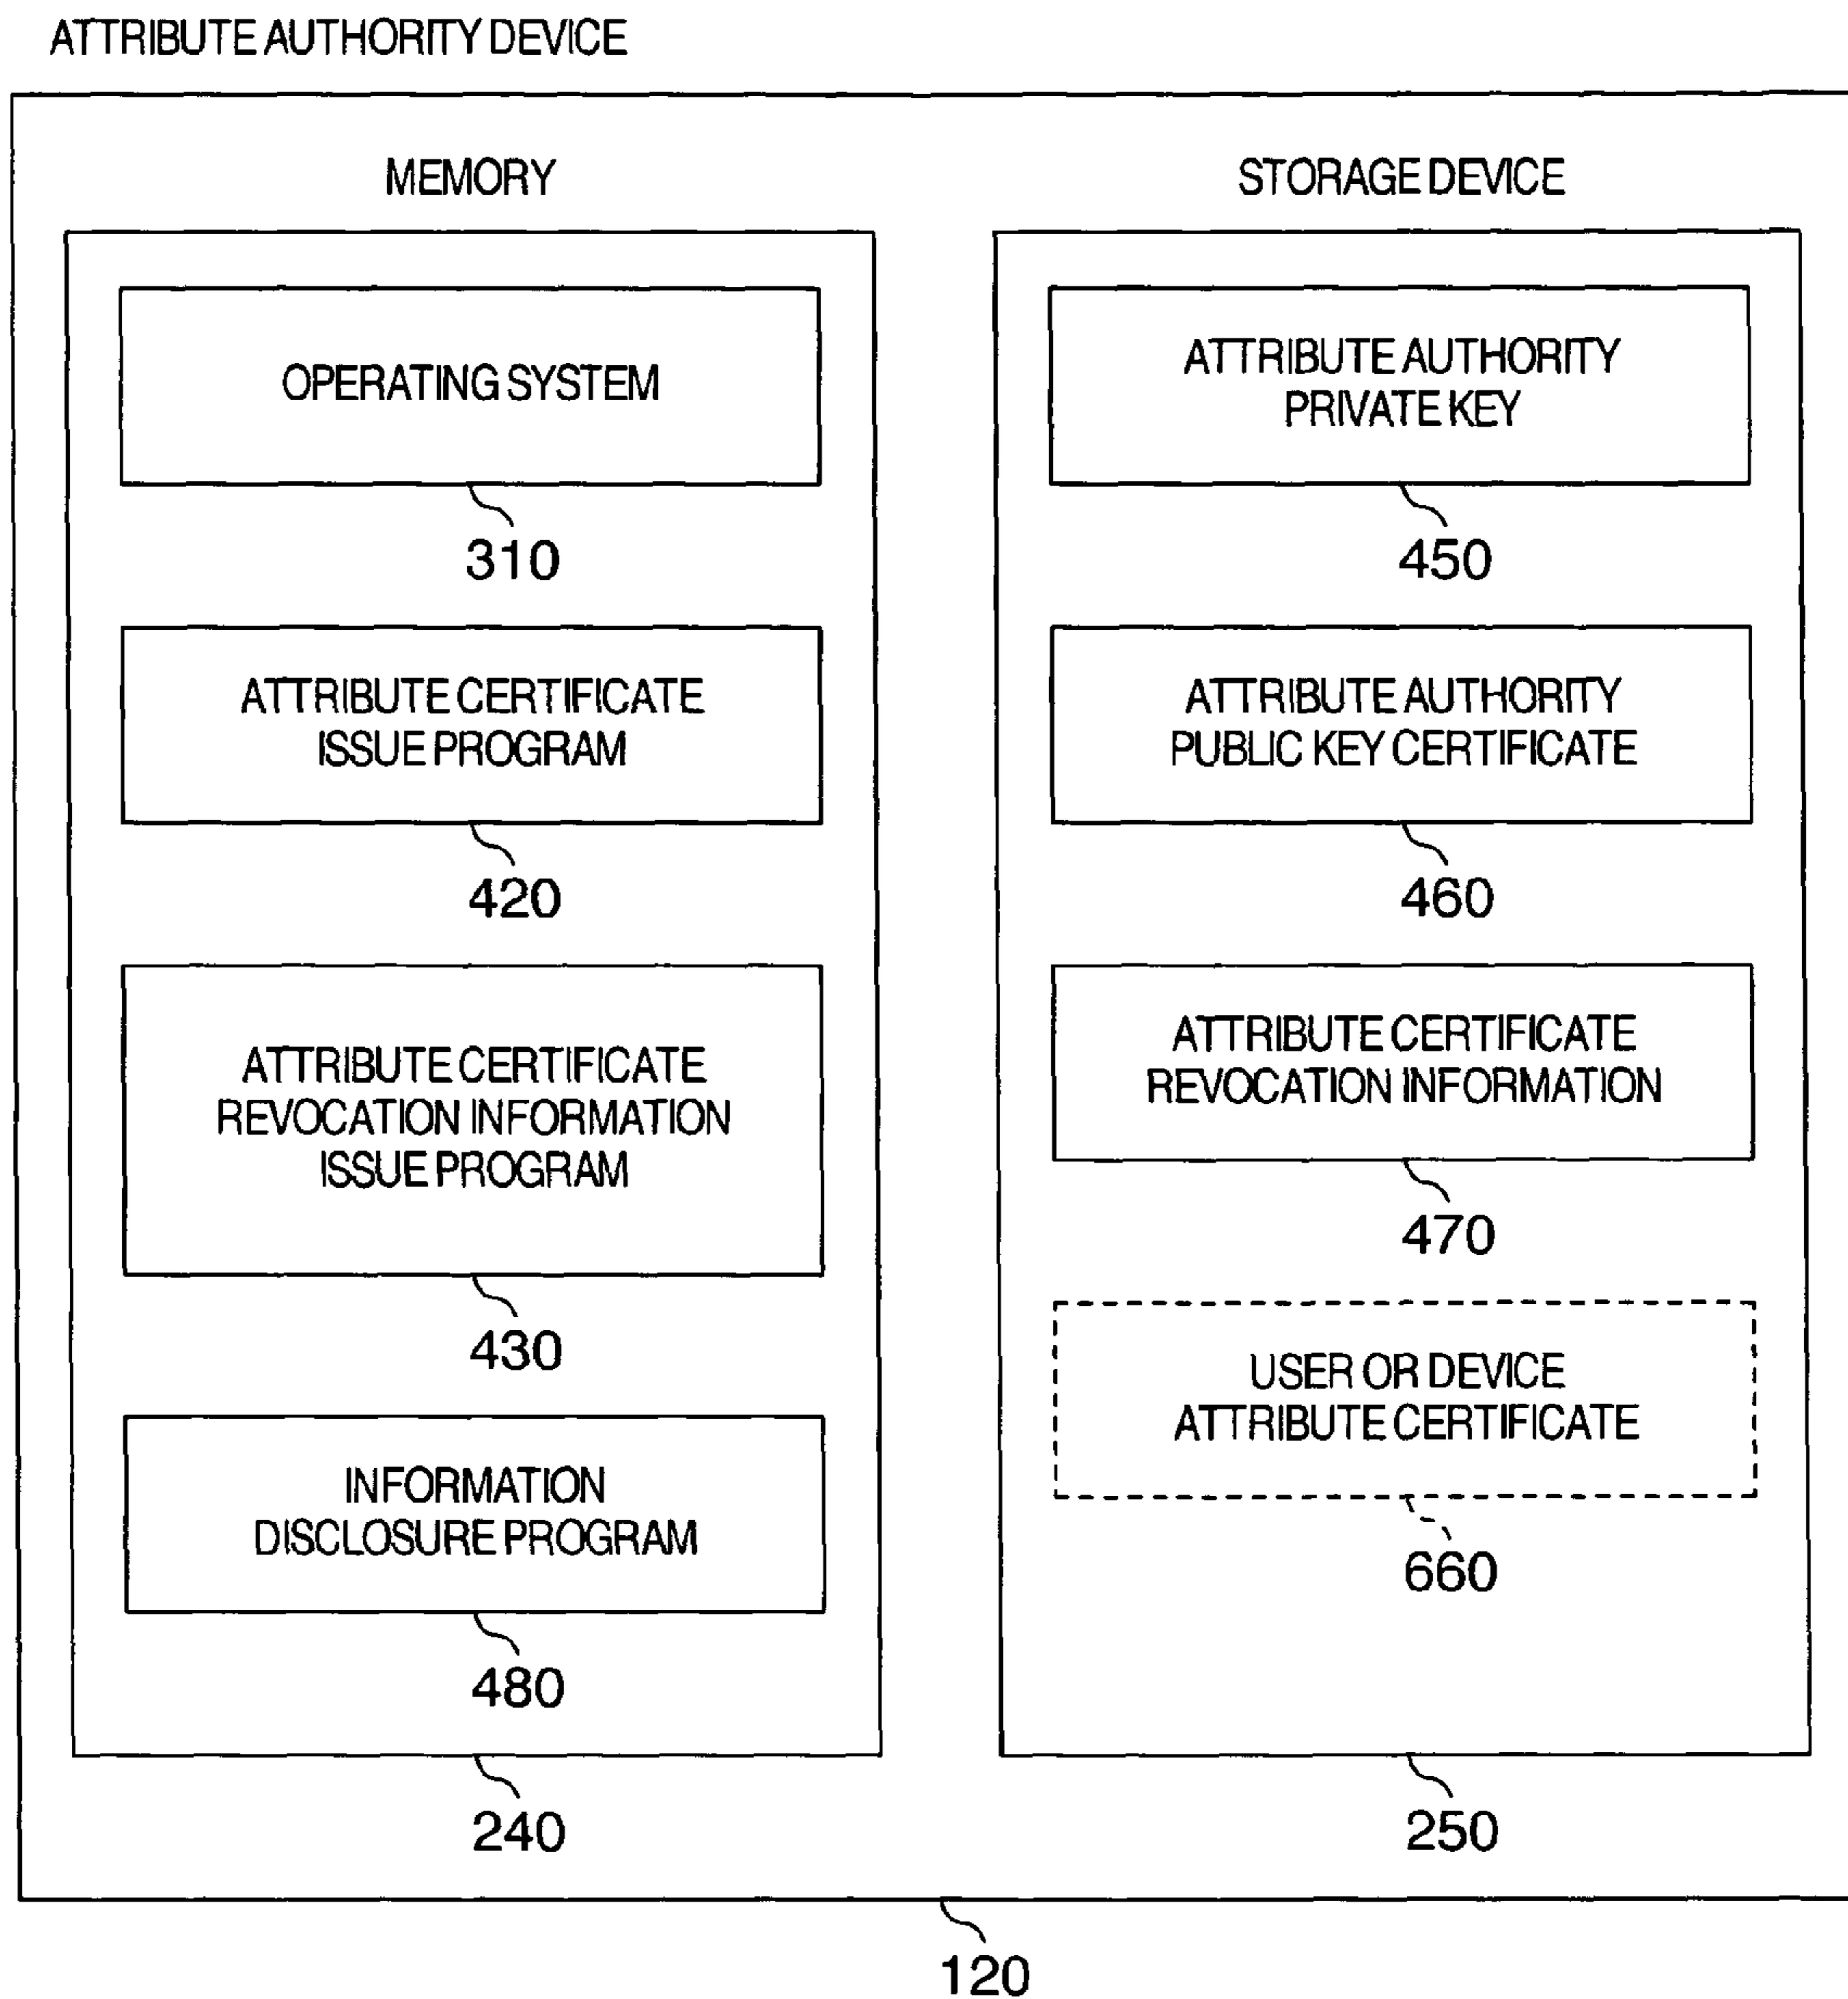 ATTRIBUTE AUTHORITY DEVICE
MEMORY
OPERATING SYSTEM
310
ATTRIBUTE CERTIFICATE
ISSUE PROGRAM
420
ATTRIBUTE CERTIFICATE
REVOCATION INFORMATION
ISSUE PROGRAM
430
INFORMATION
DISCLOSURE PROGRAM
480
240
STORAGE DEVICE
ATTRIBUTE AUTHORITY
PRIVATE KEY
450
ATTRIBUTE AUTHORITY
PUBLIC KEY CERTIFICATE
460
ATTRIBUTE CERTIFICATE
REVOCATION INFORMATION
470
USER OR DEVICE
ATTRIBUTE CERTIFICATE
660
250
120